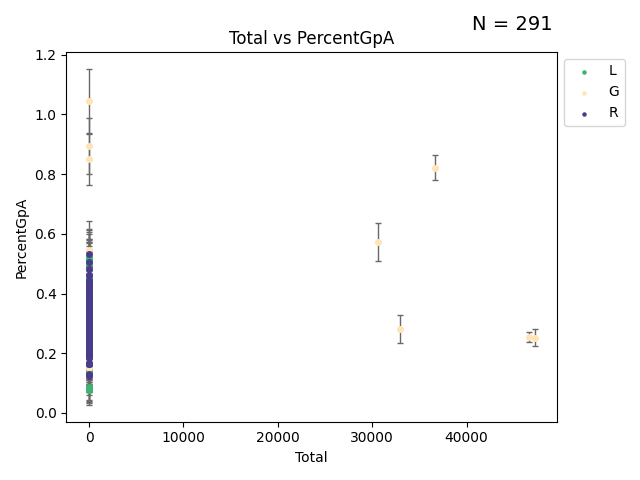 N = 291
Total vs PercentGpA
L
G
R
PercentGpA
1.2
1.0
0.8
0.6
0.4
0.2
0.0
0 10000 20000 30000 40000
Total